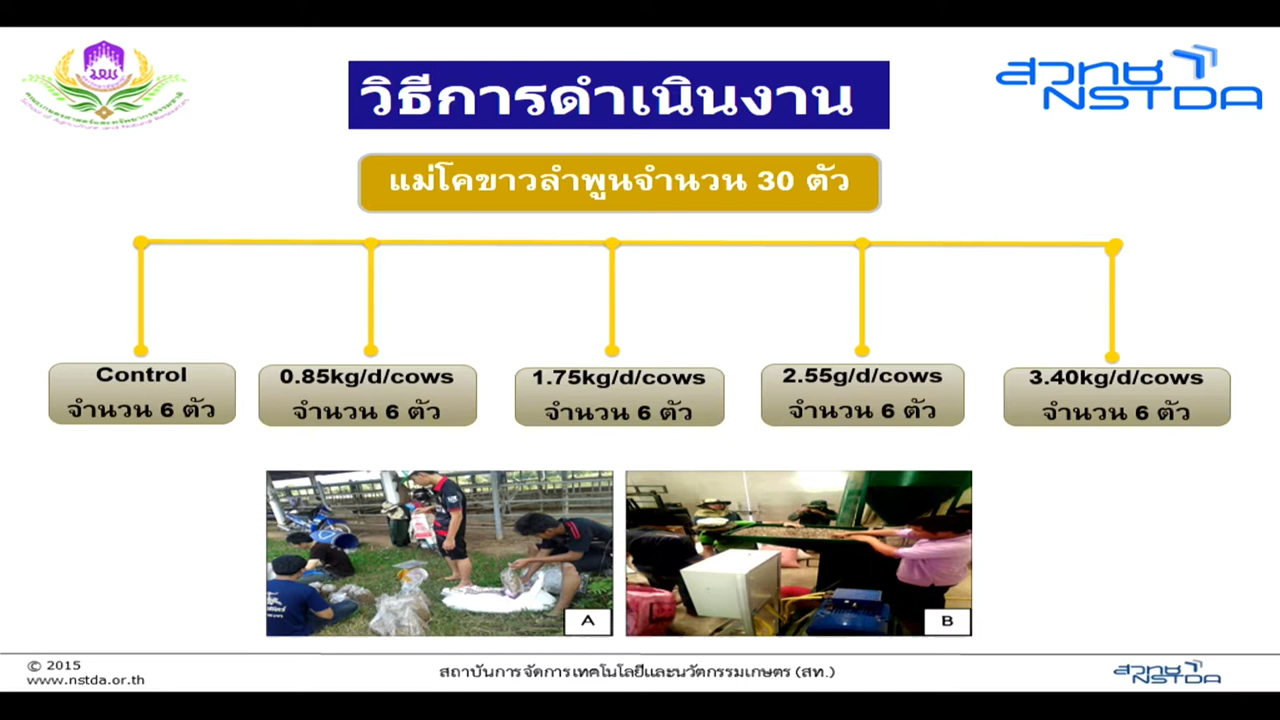 วิธีการดำเนินงาน
สวทช
NSTDA
แม่โคขาวลำพูนจำนวน 30 ตัว
Control
จำนวน 6 ตัว
0.85kg/d/cows
จำนวน 6 ตัว
1.75kg/d/cows
จำนวน 6 ตัว
2.55g/d/cows
จำนวน 6 ตัว
3.40kg/d/cows
จำนวน 6 ตัว
A
B
© 2015
www.nstda.or.th
สถาบันการจัดการเทคโนโลยีและนวัตกรรมเกษตร (สท.)
สวทช
NSTDA